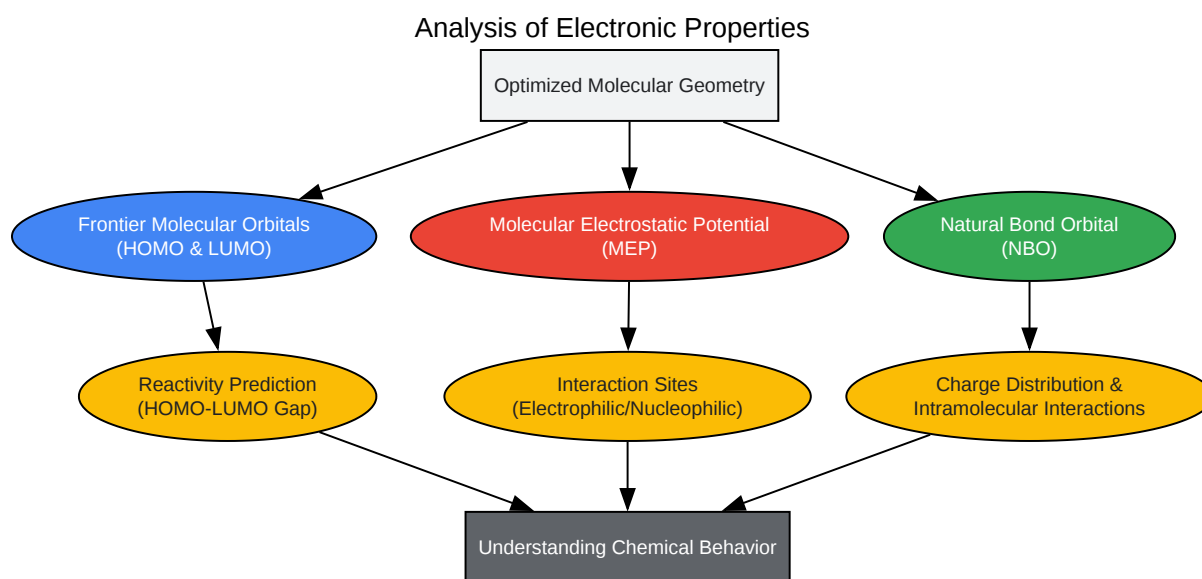 Analysis of Electronic Properties
Optimized Molecular Geometry
Frontier Molecular Orbitals
(HOMO & LUMO)
Molecular Electrostatic Potential
(MEP)
Natural Bond Orbital
(NBO)
Reactivity Prediction
(HOMO-LUMO Gap)
Interaction Sites
(Electrophilic/Nucleophilic)
Charge Distribution &
Intramolecular Interactions
Understanding Chemical Behavior